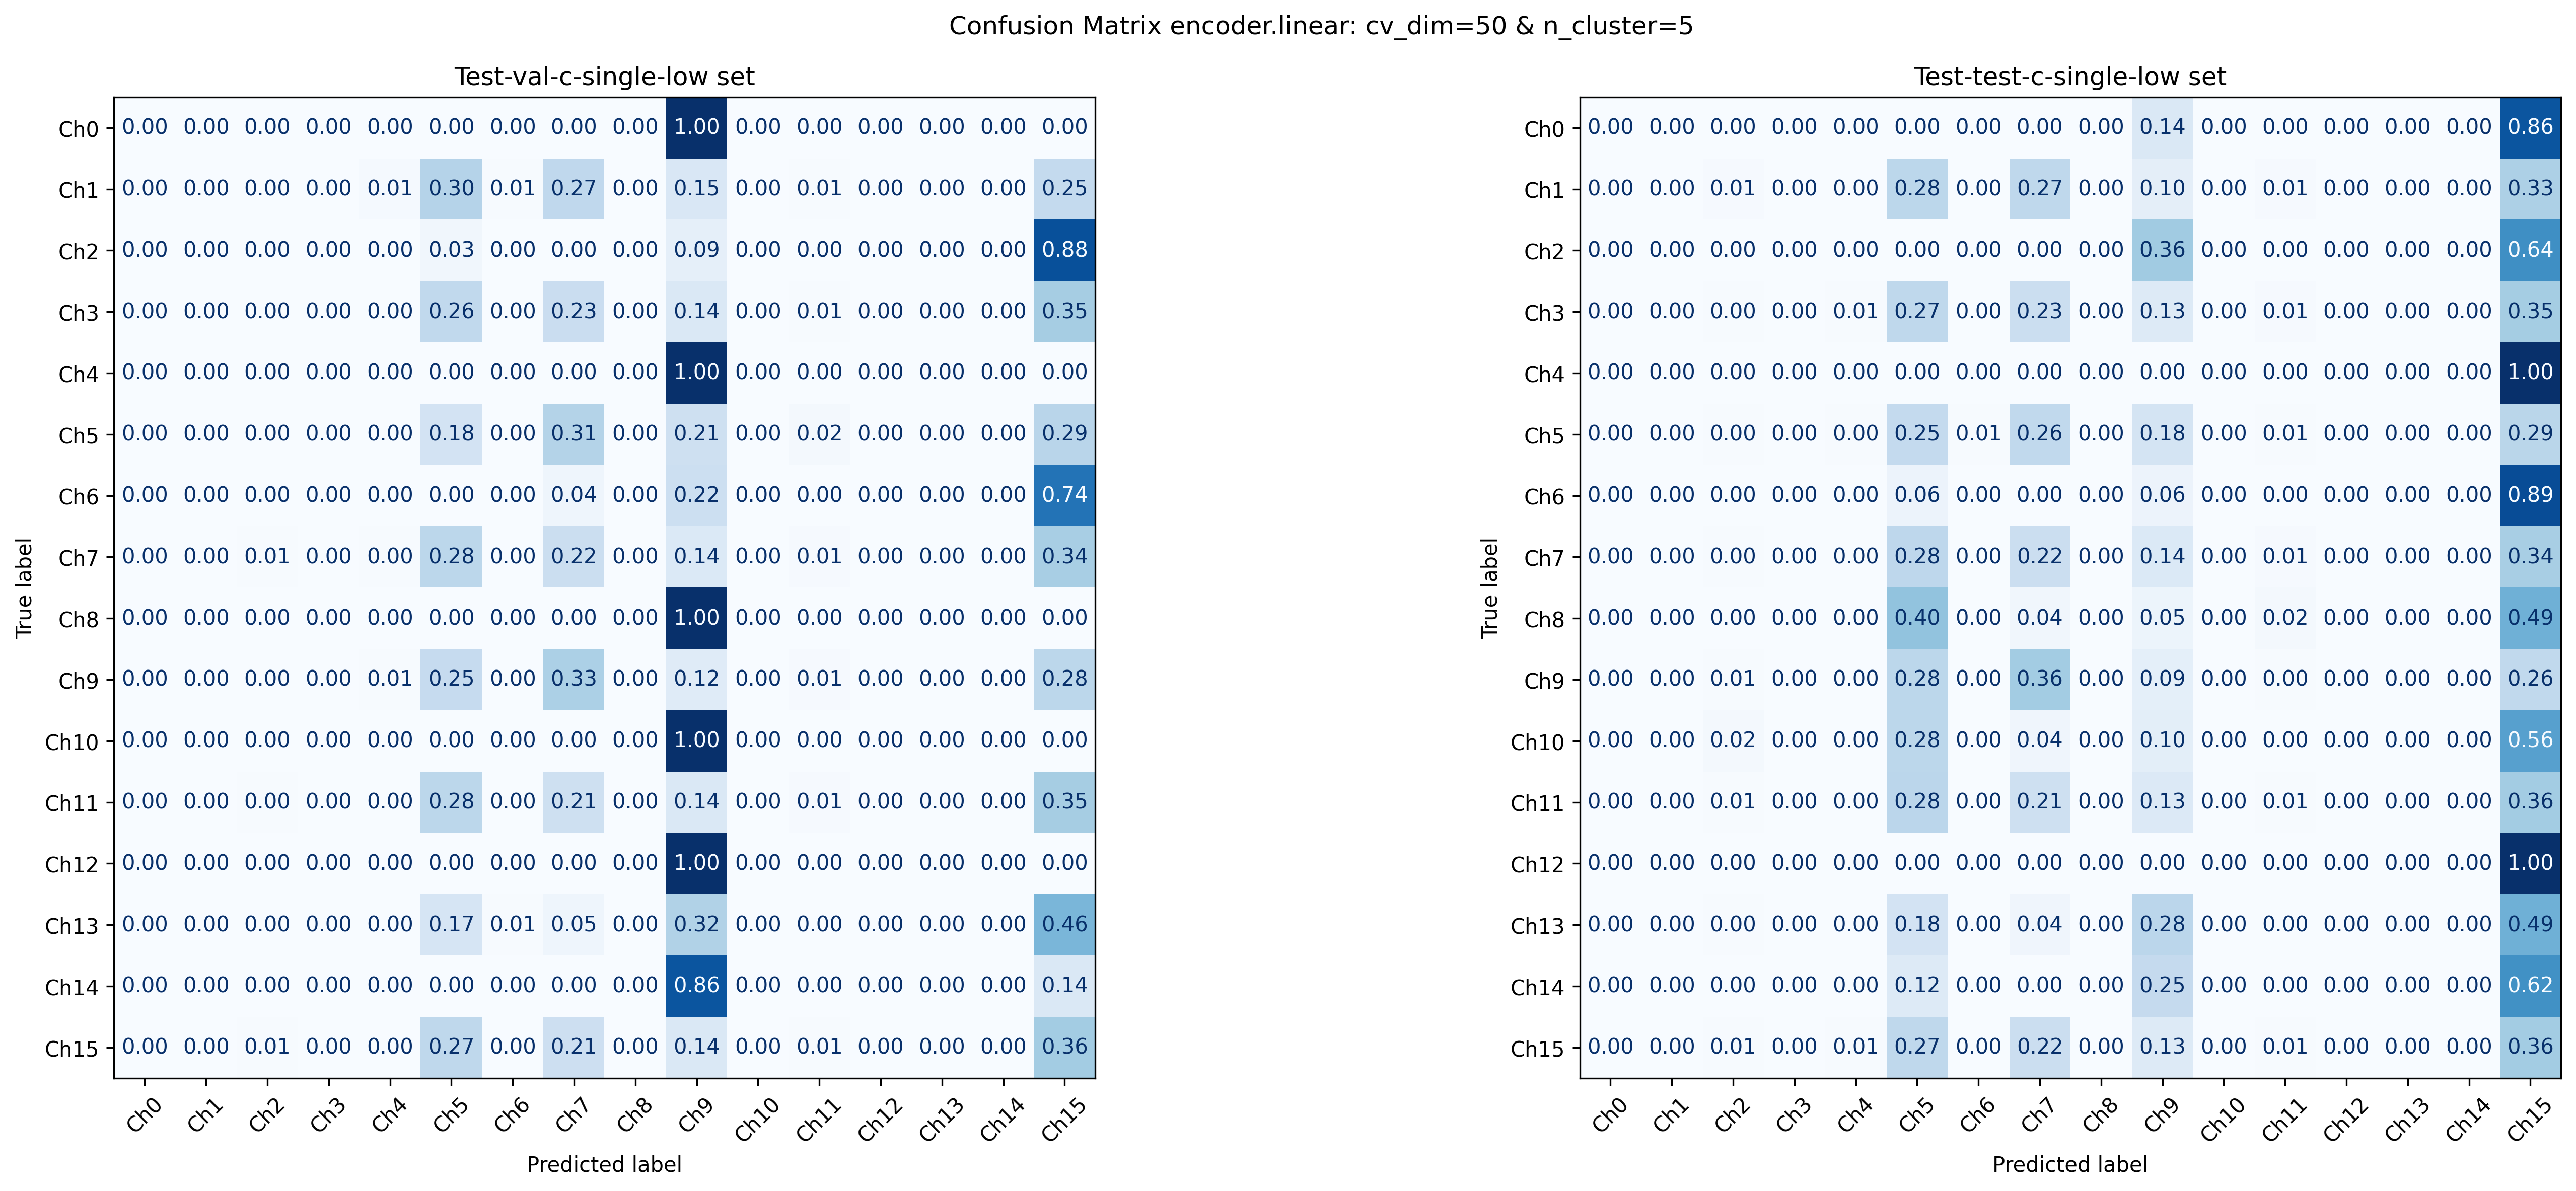 Confusion Matrix encoder.linear: cv_dim=50 & n_cluster=5
Test-val-c-single-low set
True label
Ch0 0.00 0.00 0.00 0.00 0.00 0.00 0.00 0.00 0.00 1.00 0.00 0.00 0.00 0.00 0.00 0.00
Ch1 0.00 0.00 0.00 0.00 0.01 0.30 0.01 0.27 0.00 0.15 0.00 0.01 0.00 0.00 0.00 0.25
Ch2 0.00 0.00 0.00 0.00 0.00 0.03 0.00 0.00 0.00 0.09 0.00 0.00 0.00 0.00 0.00 0.88
Ch3 0.00 0.00 0.00 0.00 0.00 0.26 0.00 0.23 0.00 0.14 0.00 0.01 0.00 0.00 0.00 0.35
Ch4 0.00 0.00 0.00 0.00 0.00 0.00 0.00 0.00 0.00 1.00 0.00 0.00 0.00 0.00 0.00 0.00
Ch5 0.00 0.00 0.00 0.00 0.00 0.18 0.00 0.31 0.00 0.21 0.00 0.02 0.00 0.00 0.00 0.29
Ch6 0.00 0.00 0.00 0.00 0.00 0.00 0.00 0.04 0.00 0.22 0.00 0.00 0.00 0.00 0.00 0.74
Ch7 0.00 0.00 0.01 0.00 0.00 0.28 0.00 0.22 0.00 0.14 0.00 0.01 0.00 0.00 0.00 0.34
Ch8 0.00 0.00 0.00 0.00 0.00 0.00 0.00 0.00 0.00 1.00 0.00 0.00 0.00 0.00 0.00 0.00
Ch9 0.00 0.00 0.00 0.00 0.01 0.25 0.00 0.33 0.00 0.12 0.00 0.01 0.00 0.00 0.00 0.28
Ch10 0.00 0.00 0.00 0.00 0.00 0.00 0.00 0.00 0.00 1.00 0.00 0.00 0.00 0.00 0.00 0.00
Ch11 0.00 0.00 0.00 0.00 0.00 0.28 0.00 0.21 0.00 0.14 0.00 0.01 0.00 0.00 0.00 0.35
Ch12 0.00 0.00 0.00 0.00 0.00 0.00 0.00 0.00 0.00 1.00 0.00 0.00 0.00 0.00 0.00 0.00
Ch13 0.00 0.00 0.00 0.00 0.00 0.17 0.01 0.05 0.00 0.32 0.00 0.00 0.00 0.00 0.00 0.46
Ch14 0.00 0.00 0.00 0.00 0.00 0.00 0.00 0.00 0.00 0.86 0.00 0.00 0.00 0.00 0.00 0.14
Ch15 0.00 0.00 0.01 0.00 0.00 0.27 0.00 0.21 0.00 0.14 0.00 0.01 0.00 0.00 0.00 0.36
Ch0 Ch1 Ch2 Ch3 Ch4 Ch5 Ch6 Ch7 Ch8 Ch9 Ch10 Ch11 Ch12 Ch13 Ch14 Ch15
Predicted label
Test-test-c-single-low set
True label
Ch0 0.00 0.00 0.00 0.00 0.00 0.00 0.00 0.00 0.00 0.14 0.00 0.00 0.00 0.00 0.00 0.86
Ch1 0.00 0.00 0.01 0.00 0.00 0.28 0.00 0.27 0.00 0.10 0.00 0.01 0.00 0.00 0.00 0.33
Ch2 0.00 0.00 0.00 0.00 0.00 0.00 0.00 0.00 0.00 0.36 0.00 0.00 0.00 0.00 0.00 0.64
Ch3 0.00 0.00 0.00 0.00 0.01 0.27 0.00 0.23 0.00 0.13 0.00 0.01 0.00 0.00 0.00 0.35
Ch4 0.00 0.00 0.00 0.00 0.00 0.00 0.00 0.00 0.00 0.00 0.00 0.00 0.00 0.00 0.00 1.00
Ch5 0.00 0.00 0.00 0.00 0.00 0.25 0.01 0.26 0.00 0.18 0.00 0.01 0.00 0.00 0.00 0.29
Ch6 0.00 0.00 0.00 0.00 0.00 0.06 0.00 0.00 0.00 0.06 0.00 0.00 0.00 0.00 0.00 0.89
Ch7 0.00 0.00 0.00 0.00 0.00 0.28 0.00 0.22 0.00 0.14 0.00 0.01 0.00 0.00 0.00 0.34
Ch8 0.00 0.00 0.00 0.00 0.00 0.40 0.00 0.04 0.00 0.05 0.00 0.02 0.00 0.00 0.00 0.49
Ch9 0.00 0.00 0.01 0.00 0.00 0.28 0.00 0.36 0.00 0.09 0.00 0.00 0.00 0.00 0.00 0.26
Ch10 0.00 0.00 0.02 0.00 0.00 0.28 0.00 0.04 0.00 0.10 0.00 0.00 0.00 0.00 0.00 0.56
Ch11 0.00 0.00 0.01 0.00 0.00 0.28 0.00 0.21 0.00 0.13 0.00 0.01 0.00 0.00 0.00 0.36
Ch12 0.00 0.00 0.00 0.00 0.00 0.00 0.00 0.00 0.00 0.00 0.00 0.00 0.00 0.00 0.00 1.00
Ch13 0.00 0.00 0.00 0.00 0.00 0.18 0.00 0.04 0.00 0.28 0.00 0.00 0.00 0.00 0.00 0.49
Ch14 0.00 0.00 0.00 0.00 0.00 0.12 0.00 0.00 0.00 0.25 0.00 0.00 0.00 0.00 0.00 0.62
Ch15 0.00 0.00 0.01 0.00 0.01 0.27 0.00 0.22 0.00 0.13 0.00 0.01 0.00 0.00 0.00 0.36
Ch0 Ch1 Ch2 Ch3 Ch4 Ch5 Ch6 Ch7 Ch8 Ch9 Ch10 Ch11 Ch12 Ch13 Ch14 Ch15
Predicted label